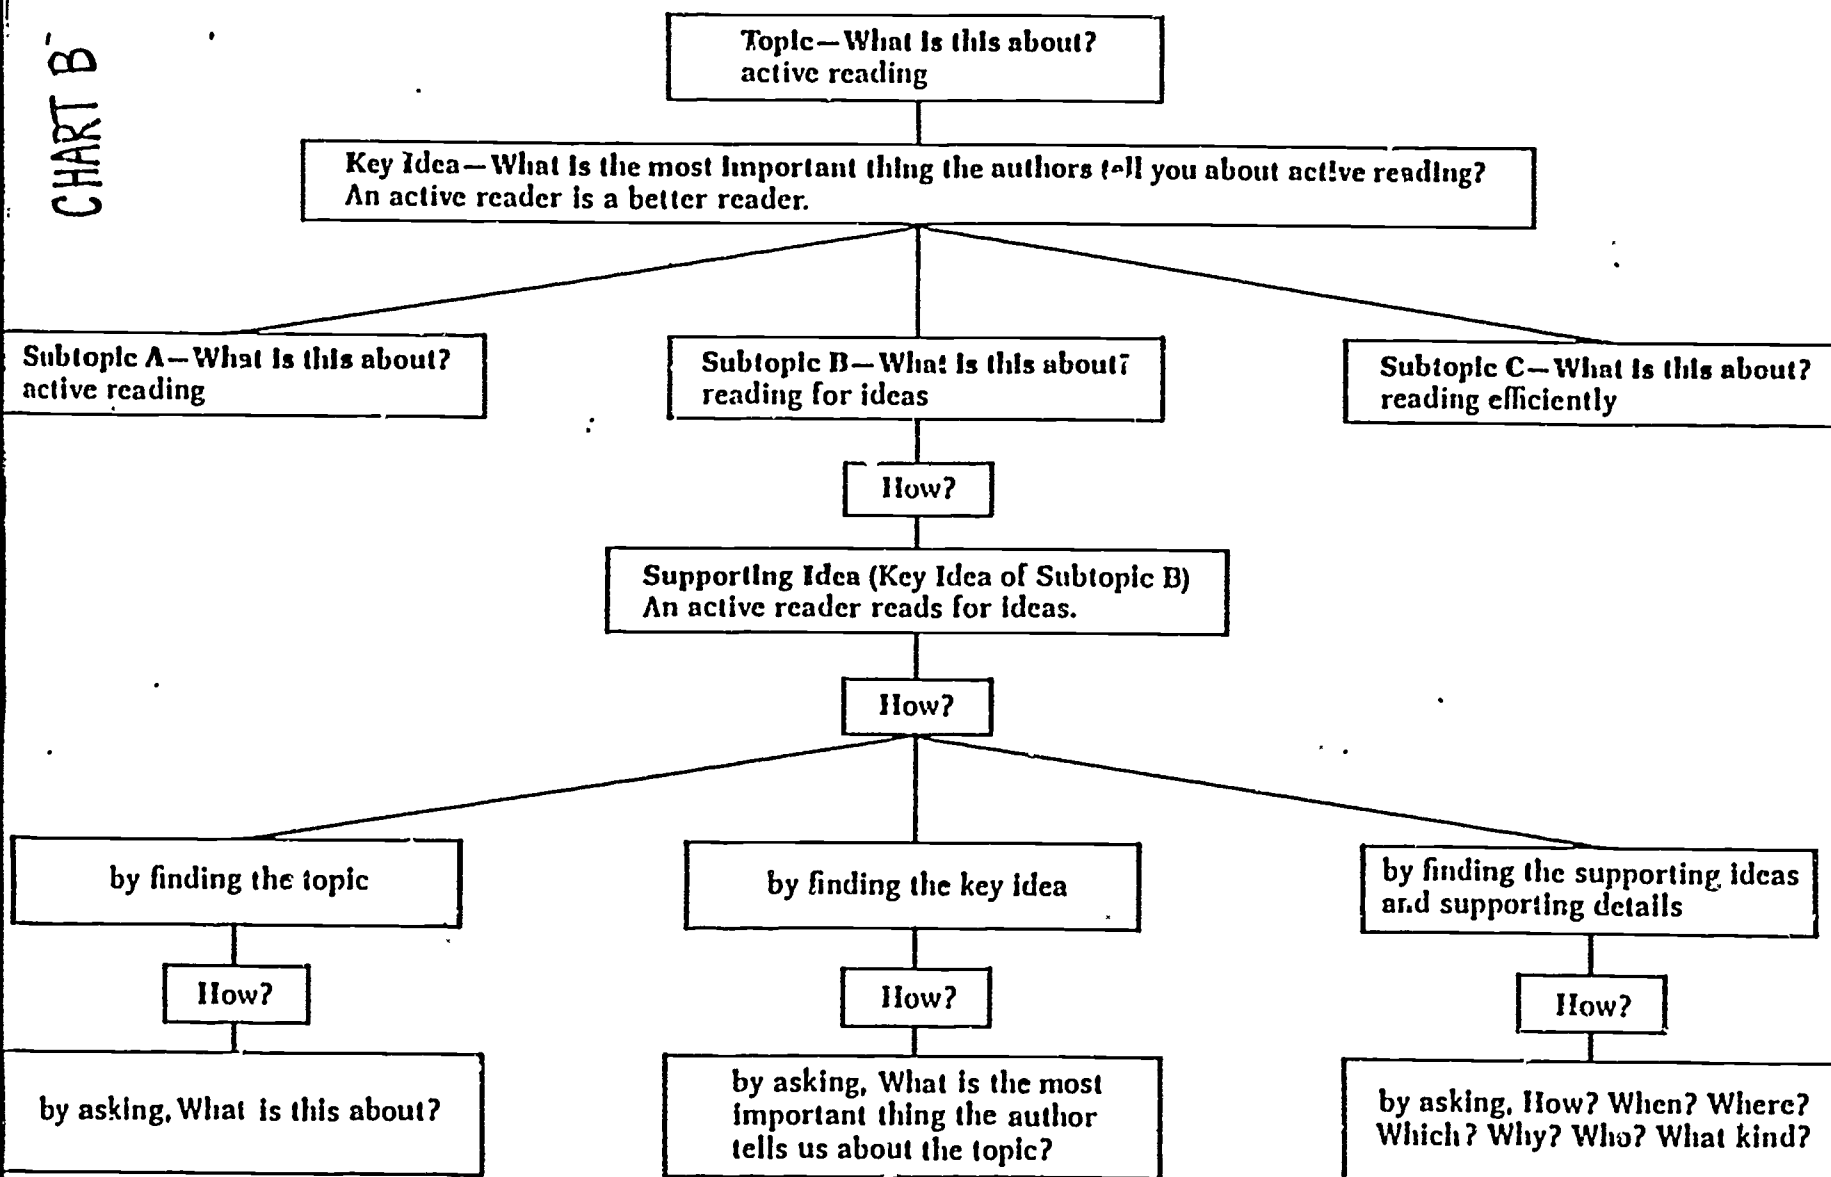 CHART B
Topic—What is this about?
active reading
Key Idea—What is the most important thing the authors tell you about active reading?
An active reader is a better reader.
Subtopic A—What is this about?
active reading
Subtopic B—What is this about?
reading for ideas
Subtopic C—What is this about?
reading efficiently
How?
Supporting Idea (Key Idea of Subtopic B)
An active reader reads for ideas.
How?
by finding the topic
by finding the key idea
by finding the supporting ideas
and supporting details
How?
How?
How?
by asking, What is this about?
by asking, What is the most
important thing the author
tells us about the topic?
by asking, How? When? Where?
Which? Why? Who? What kind?